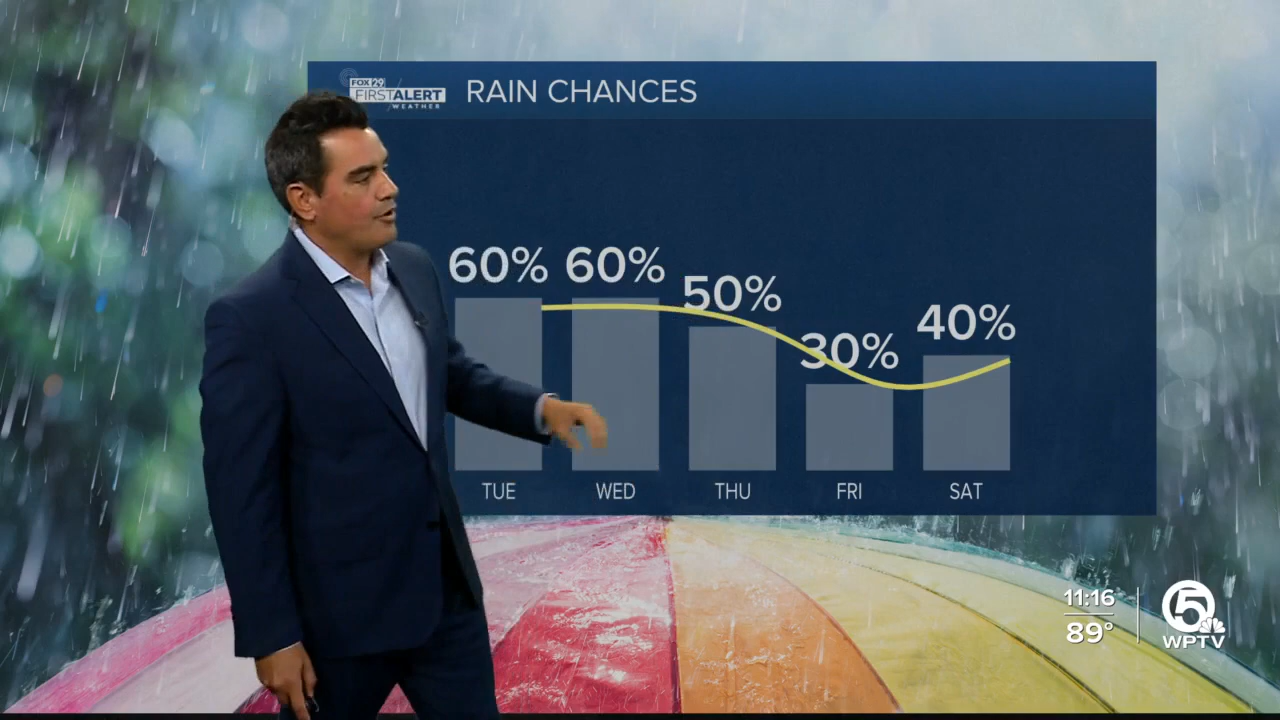 FOX 29
FIRST ALERT
WEATHER
RAIN CHANCES
60% 60% 50% 30% 40%
TUE WED THU FRI SAT
11:16
89°
5
WPTV